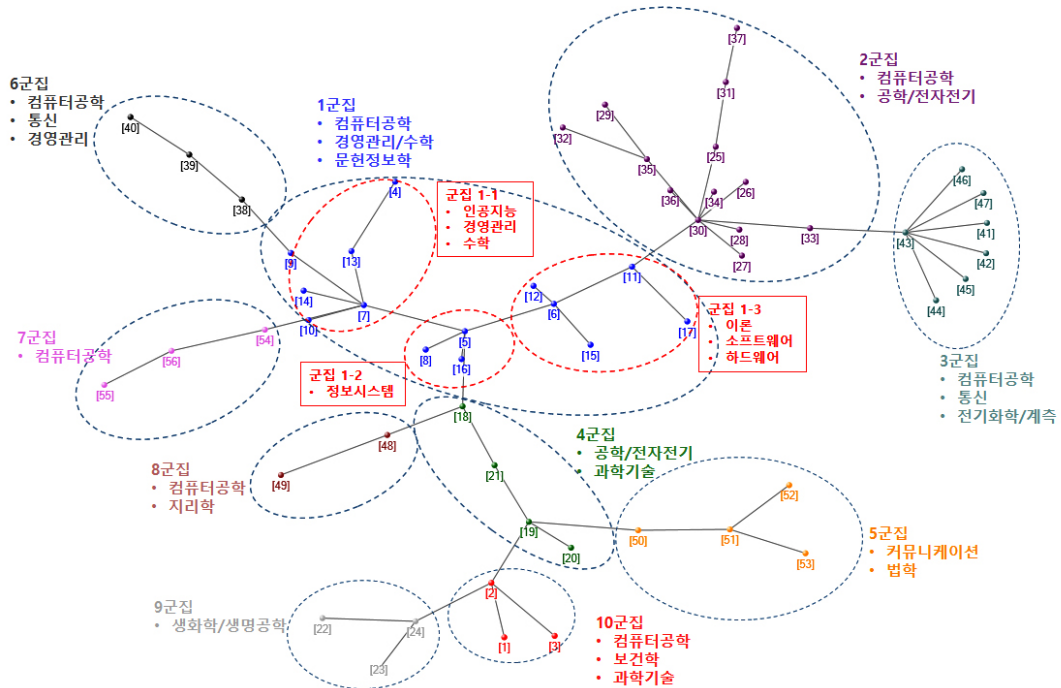 6군집
• 컴퓨터공학
• 통신
• 경영관리
[40]
[39]
[38]
1군집
• 컴퓨터공학
• 경영관리/수학
• 문헌정보학
[4]
[13]
[9]
[14]
[7]
[10]
군집 1-1
• 인공지능
• 경영관리
• 수학
2군집
• 컴퓨터공학
• 공학/전자전기
[37]
[31]
[29]
[32]
[25]
[35]
[36]
[34]
[26]
[30]
[28]
[27]
[33]
[46]
[47]
[43]
[41]
[42]
[45]
[44]
3군집
• 컴퓨터공학
• 통신
• 전기화학/계측
[11]
[12]
[6]
[17]
[15]
군집 1-3
• 이론
• 소프트웨어
• 하드웨어
[5]
[8]
[16]
군집 1-2
• 정보시스템
7군집
• 컴퓨터공학
[54]
[56]
[55]
[18]
[48]
[49]
8군집
• 컴퓨터공학
• 지리학
4군집
• 공학/전자전기
• 과학기술
[21]
[19]
[20]
[52]
[50]
[51]
[53]
5군집
• 커뮤니케이션
• 법학
9군집
• 생화학/생명공학
[22]
[24]
[23]
[2]
[1]
[3]
10군집
• 컴퓨터공학
• 보건학
• 과학기술